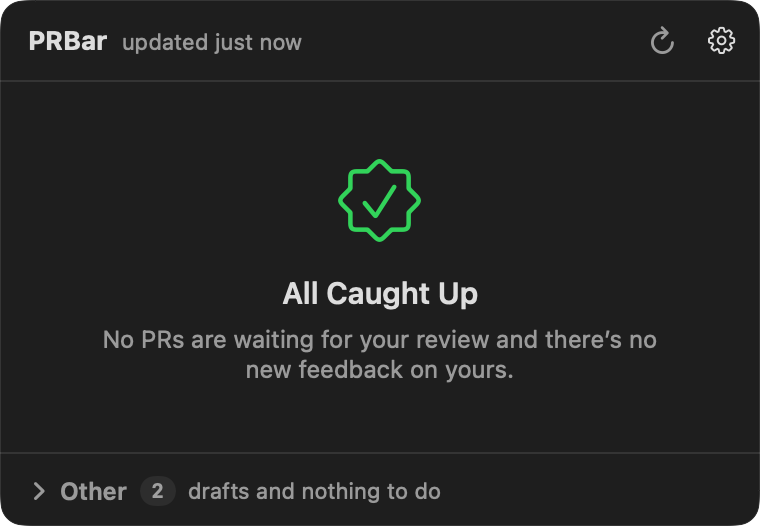 PRBar updated just now
All Caught Up
No PRs are waiting for your review and there’s no
new feedback on yours.
Other 2 drafts and nothing to do